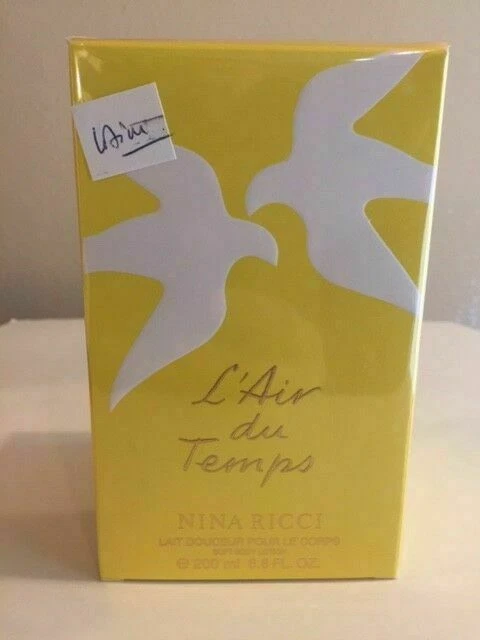 L'Air
du
Temps
NINA RICCI
LAIT DOUCEUR POUR LE CORPS
SOFT BODY LOTION
℮ 200 ml 6.8 FL. OZ.